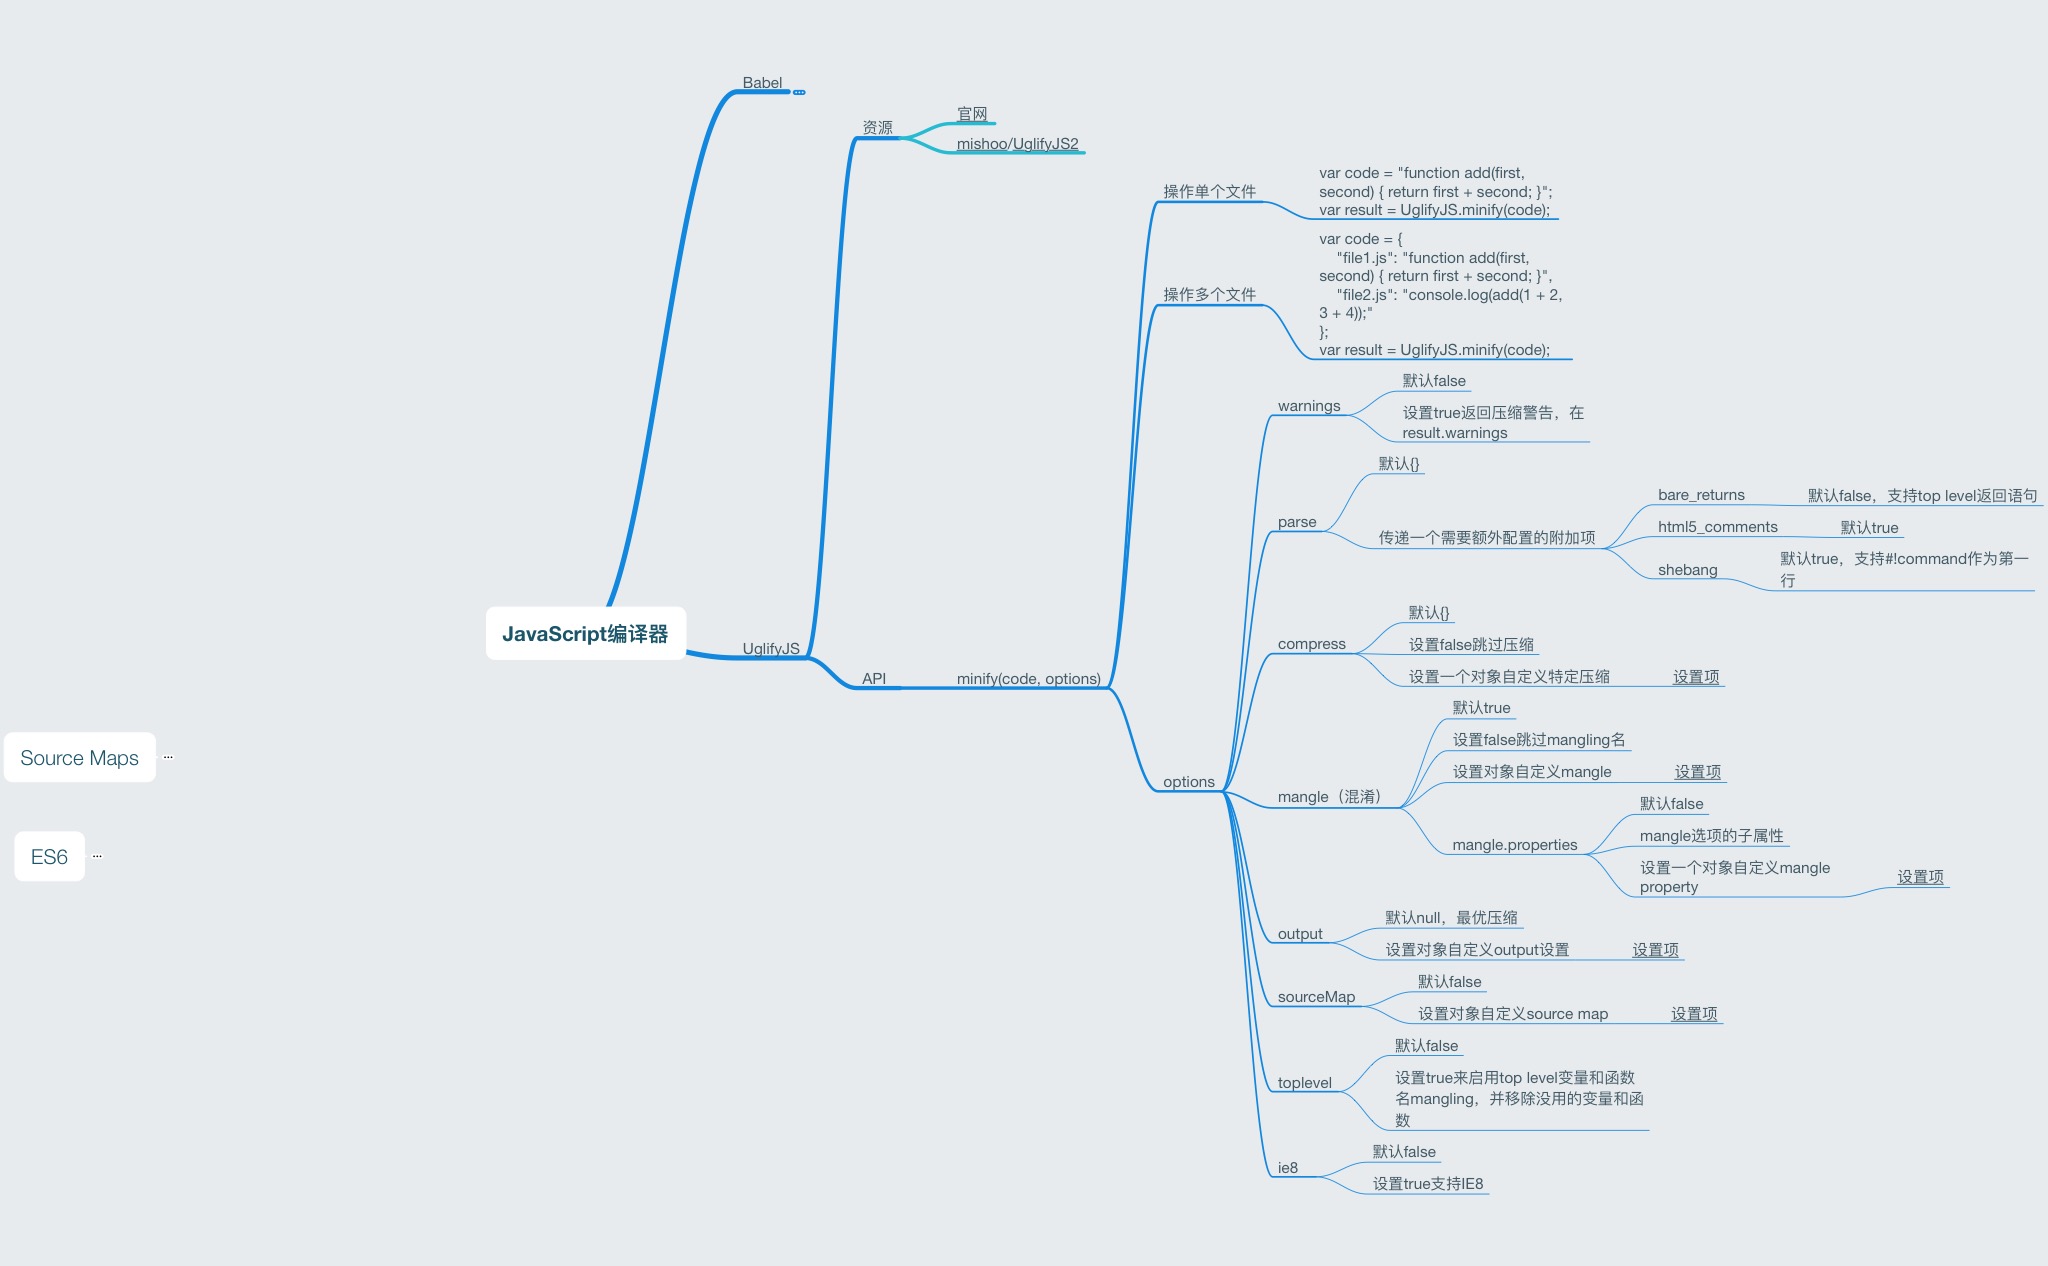 Babel
资源
官网
mishoo/UglifyJS2
操作单个文件
var code = "function add(first,
second) { return first + second; }";
var result = UglifyJS.minify(code);
操作多个文件
var code = {
    "file1.js": "function add(first,
second) { return first + second; }",
    "file2.js": "console.log(add(1 + 2,
3 + 4));"
};
var result = UglifyJS.minify(code);
warnings
默认false
设置true返回压缩警告，在
result.warnings
parse
默认{}
传递一个需要额外配置的附加项
bare_returns
默认false，支持top level返回语句
html5_comments
默认true
shebang
默认true，支持#!command作为第一
行
JavaScript编译器
UglifyJS
API
minify(code, options)
options
compress
默认{}
设置false跳过压缩
设置一个对象自定义特定压缩
设置项
mangle（混淆）
默认true
设置false跳过mangling名
设置对象自定义mangle
设置项
mangle.properties
默认false
mangle选项的子属性
设置一个对象自定义mangle
property
设置项
Source Maps
ES6
output
默认null，最优压缩
设置对象自定义output设置
设置项
sourceMap
默认false
设置对象自定义source map
设置项
toplevel
默认false
设置true来启用top level变量和函数
名mangling，并移除没用的变量和函
数
ie8
默认false
设置true支持IE8